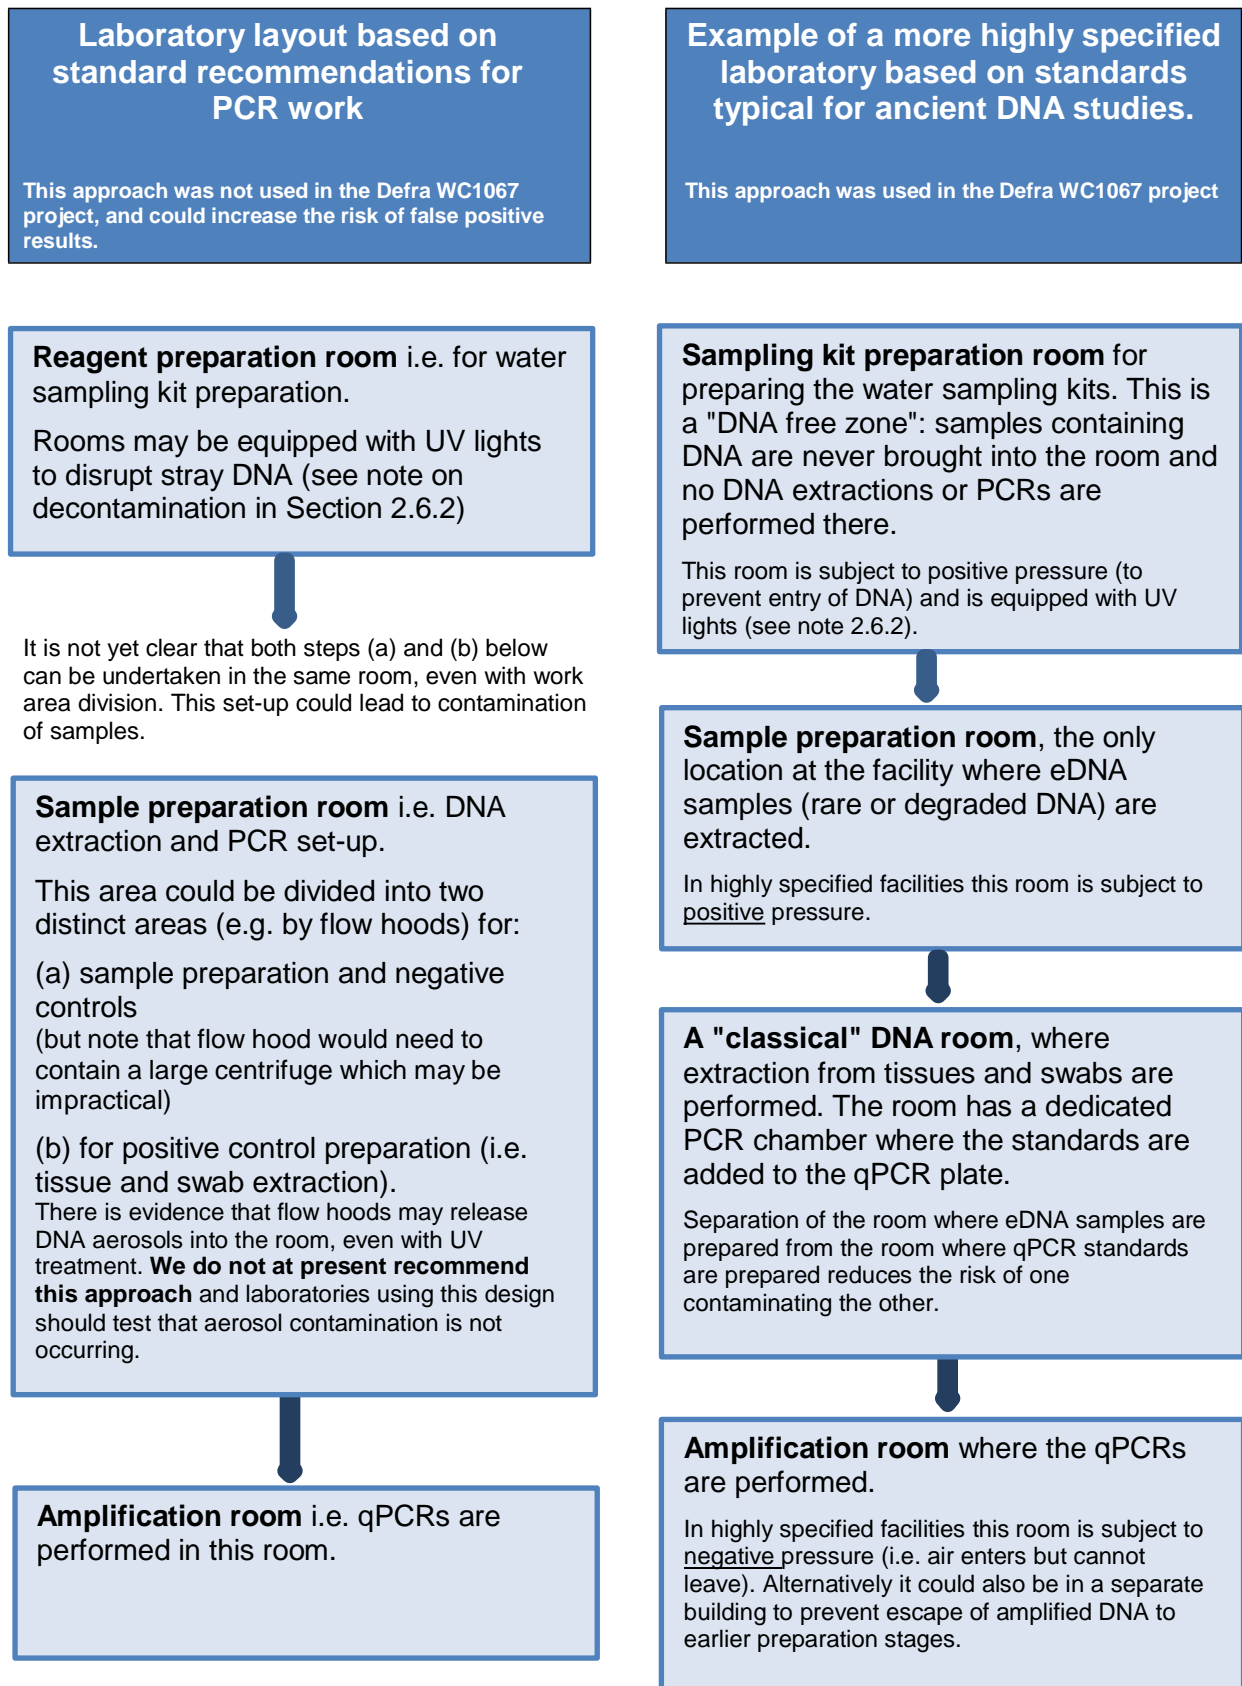 Laboratory layout based on
standard recommendations for
PCR work
This approach was not used in the Defra WC1067
project, and could increase the risk of false positive
results.
Reagent preparation room i.e. for water
sampling kit preparation.
Rooms may be equipped with UV lights
to disrupt stray DNA (see note on
decontamination in Section 2.6.2)
It is not yet clear that both steps (a) and (b) below
can be undertaken in the same room, even with work
area division. This set-up could lead to contamination
of samples.
Sample preparation room i.e. DNA
extraction and PCR set-up.
This area could be divided into two
distinct areas (e.g. by flow hoods) for:
(a) sample preparation and negative
controls
(but note that flow hood would need to
contain a large centrifuge which may be
impractical)
(b) for positive control preparation (i.e.
tissue and swab extraction).
There is evidence that flow hoods may release
DNA aerosols into the room, even with UV
treatment. We do not at present recommend
this approach and laboratories using this design
should test that aerosol contamination is not
occurring.
Amplification room i.e. qPCRs are
performed in this room.
Example of a more highly specified
laboratory based on standards
typical for ancient DNA studies.
This approach was used in the Defra WC1067 project
Sampling kit preparation room for
preparing the water sampling kits. This is
a "DNA free zone": samples containing
DNA are never brought into the room and
no DNA extractions or PCRs are
performed there.
This room is subject to positive pressure (to
prevent entry of DNA) and is equipped with UV
lights (see note 2.6.2).
Sample preparation room, the only
location at the facility where eDNA
samples (rare or degraded DNA) are
extracted.
In highly specified facilities this room is subject to
positive pressure.
A "classical" DNA room, where
extraction from tissues and swabs are
performed. The room has a dedicated
PCR chamber where the standards are
added to the qPCR plate.
Separation of the room where eDNA samples are
prepared from the room where qPCR standards
are prepared reduces the risk of one
contaminating the other.
Amplification room where the qPCRs
are performed.
In highly specified facilities this room is subject to
negative pressure (i.e. air enters but cannot
leave). Alternatively it could also be in a separate
building to prevent escape of amplified DNA to
earlier preparation stages.